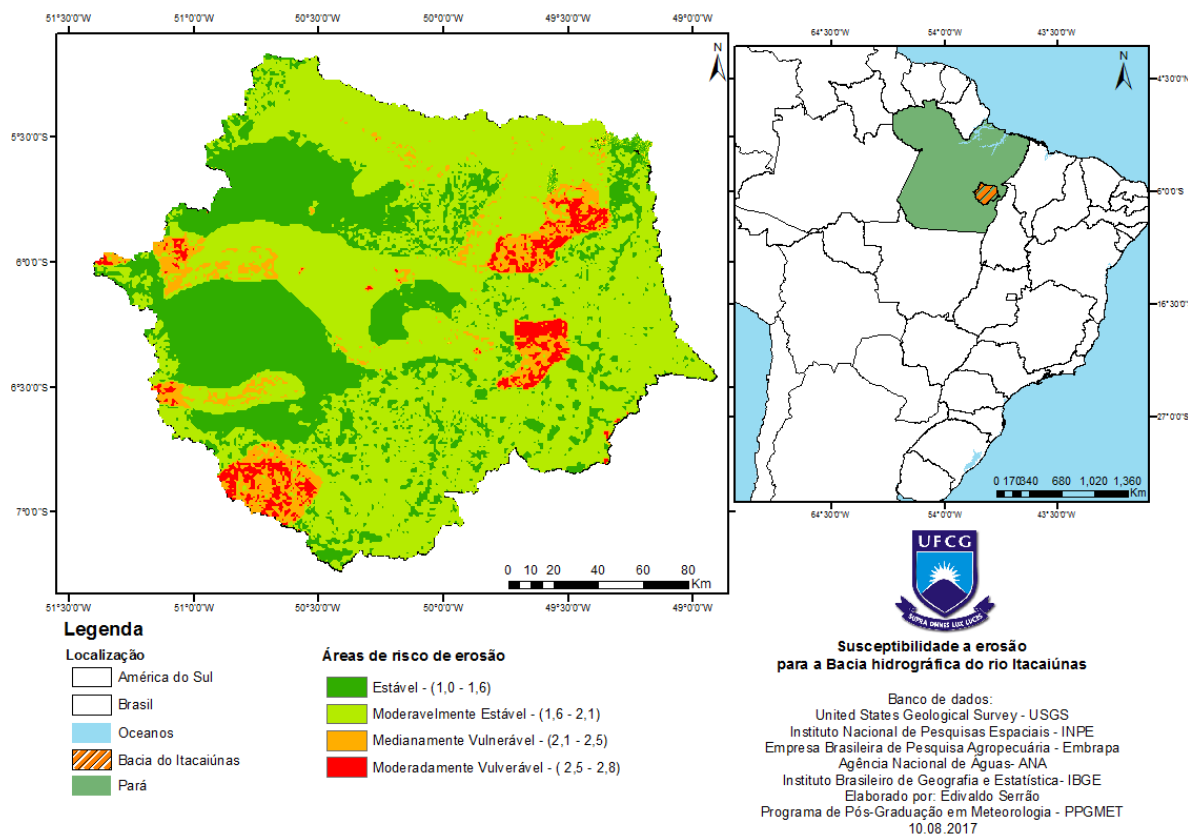 51°30'0"W 51°0'0"W 50°30'0"W 50°0'0"W 49°30'0"W 49°0'0"W
N
5°30'0"S
6°0'0"S
6°30'0"S
7°0'0"S
0 5 10 20 40 60 80
Km
51°30'0"W 51°0'0"W 50°30'0"W 50°0'0"W 49°30'0"W 49°0'0"W
64°30'0"W 54°0'0"W 43°30'0"W
N
4°30'0"N
6°0'0"S
16°30'0"S
27°0'0"S
0 170340 680 1,020 1,360
Km
64°30'0"W 54°0'0"W 43°30'0"W
Legenda
Localização
América do Sul
Brasil
Oceanos
Bacia do Itacaiúnas
Pará
Áreas de risco de erosão
Estável - (1,0 - 1,6)
Moderavelmente Estável - (1,6 - 2,1)
Medianamente Vulnerável - (2,1 - 2,5)
Moderadamente Vulverável - ( 2,5 - 2,8)
UFCG
SUPRA OMNES LUX LUCES
Susceptibilidade a erosão
para a Bacia hidrográfica do rio Itacaiúnas
Banco de dados:
United States Geological Survey - USGS
Instituto Nacional de Pesquisas Espaciais - INPE
Empresa Brasileira de Pesquisa Agropecuária - Embrapa
Agência Nacional de Águas- ANA
Instituto Brasileiro de Geografia e Estatística- IBGE
Elaborado por: Edivaldo Serrão
Programa de Pós-Graduação em Meteorologia - PPGMET
10.08.2017